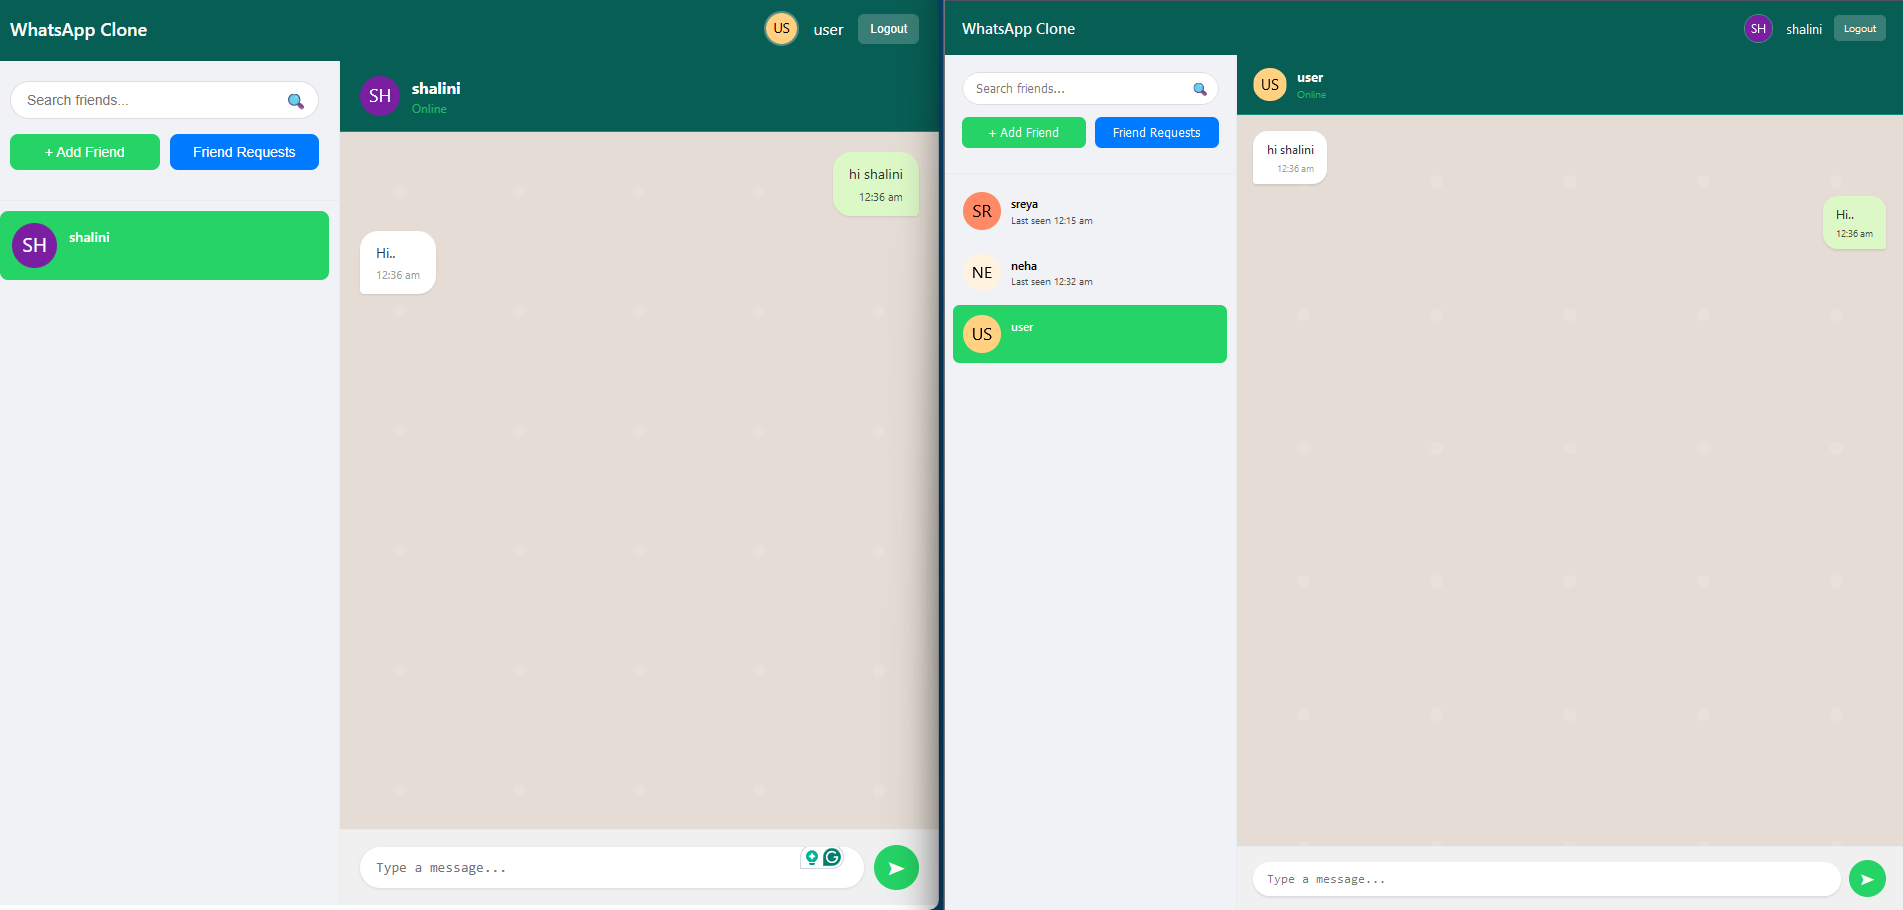 WhatsApp Clone
US
user
Logout
Search friends...
+ Add Friend
Friend Requests
SH
shalini
SH
shalini
Online
hi shalini
12:36 am
Hi..
12:36 am
Type a message...
WhatsApp Clone
SH
shalini
Logout
Search friends...
+ Add Friend
Friend Requests
SR
sreya
Last seen 12:15 am
NE
neha
Last seen 12:32 am
US
user
US
user
Online
hi shalini
12:36 am
Hi..
12:36 am
Type a message...